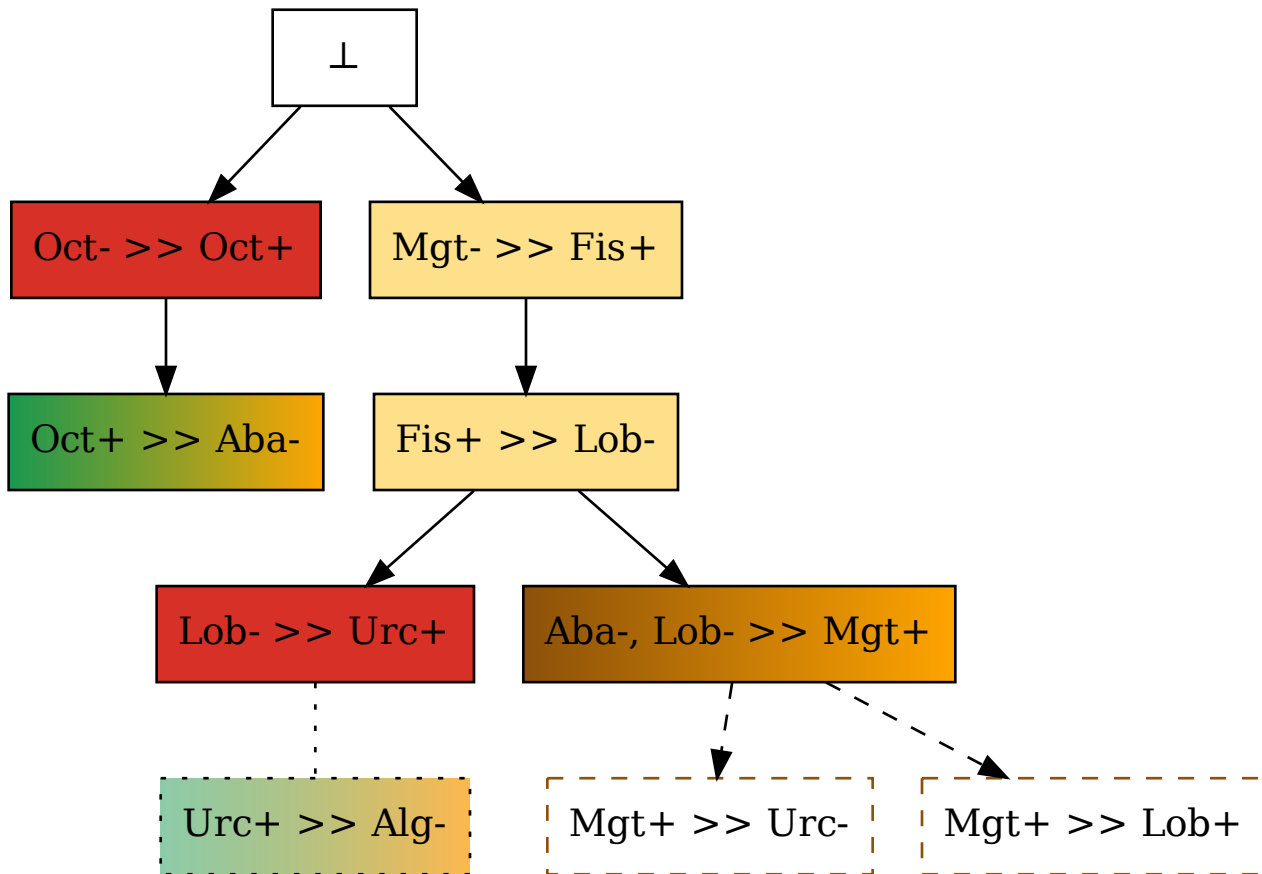 ⊥
Oct- >> Oct+
Mgt- >> Fis+
Oct+ >> Aba-
Fis+ >> Lob-
Lob- >> Urc+
Aba-, Lob- >> Mgt+
Urc+ >> Alg-
Mgt+ >> Urc-
Mgt+ >> Lob+